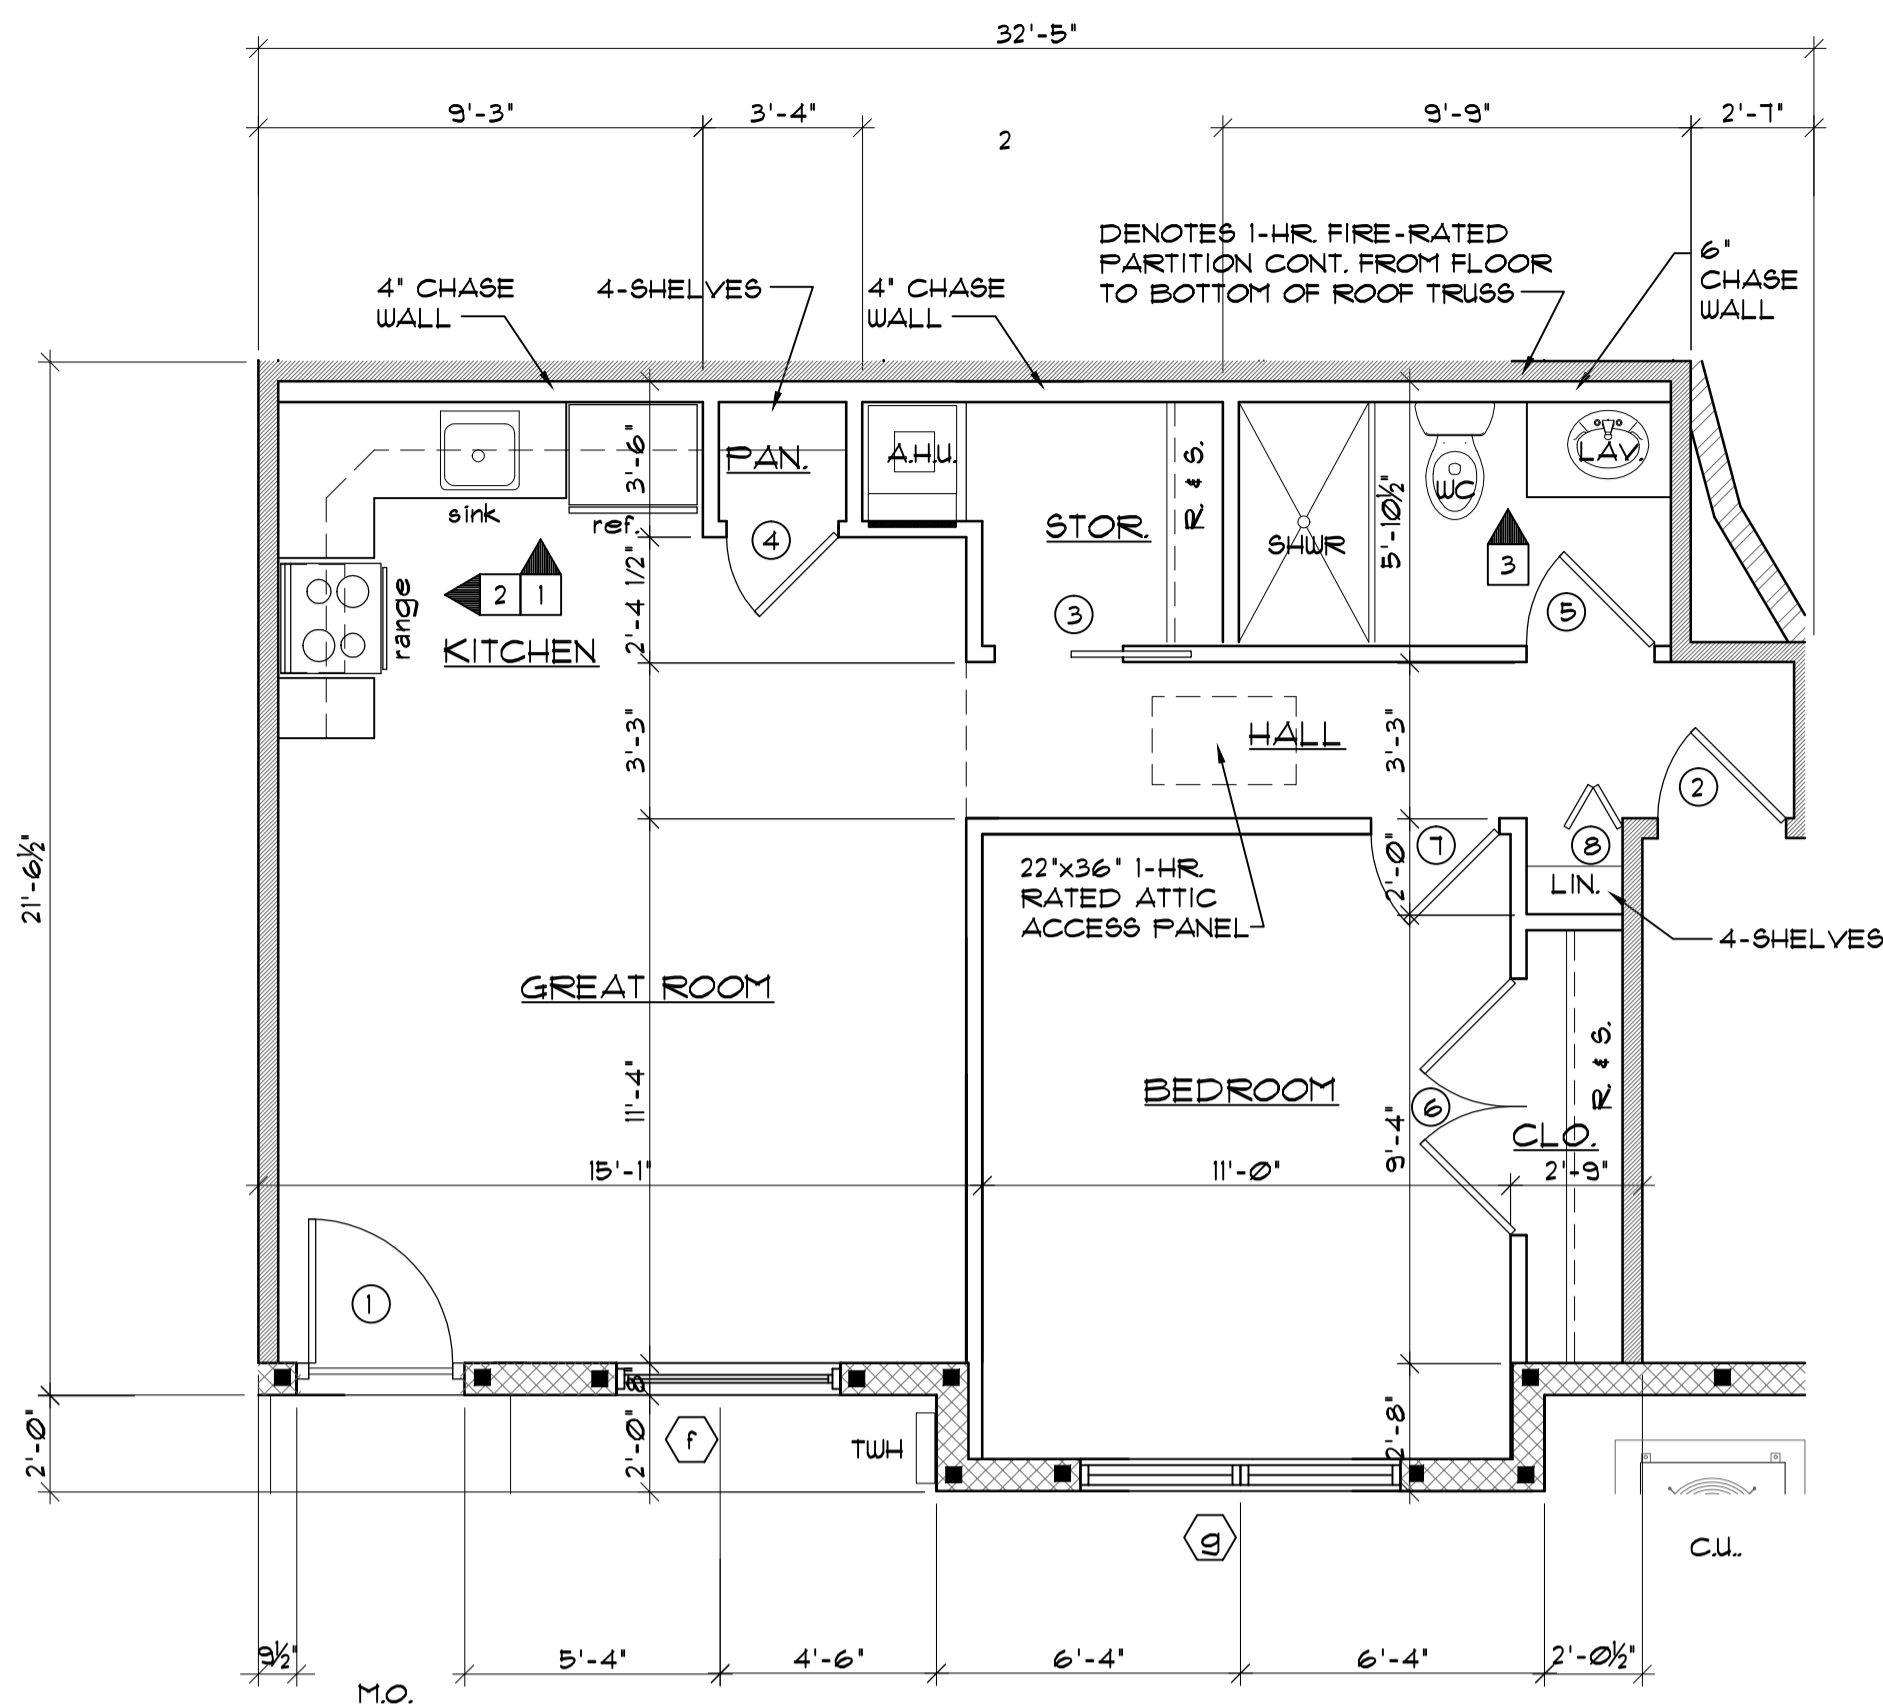 32'-5"
9'-3"
3'-4"
2
9'-9"
2'-7"
DENOTES 1-HR. FIRE-RATED
PARTITION CONT. FROM FLOOR
TO BOTTOM OF ROOF TRUSS
6"
CHASE
WALL
4" CHASE
WALL
4-SHELVES
4" CHASE
WALL
21'-6½"
2'-0"
sink
ref.
range
2
1
KITCHEN
3'-6"
2'-4 1/2"
3'-3"
11'-4"
8"
2'-0"
PAN.
4
A.H.U.
STOR.
R & S.
3
SHWR
WC
LAV.
3
5'-10½"
5
3'-3"
HALL
2
22"x36" 1-HR.
RATED ATTIC
ACCESS PANEL
2'-0"
7
8
LIN.
4-SHELVES
GREAT ROOM
BEDROOM
9'-4"
6
CLO.
R & S.
15'-1"
11'-0"
2'-9"
1
2'-8"
f
TWH
g
C.U..
9½"
M.O.
5'-4"
4'-6"
6'-4"
6'-4"
2'-0½"